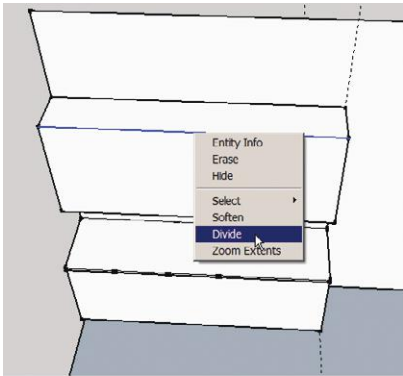 Entity Info
Erase
Hide
Select
Soften
Divide
Zoom Extents